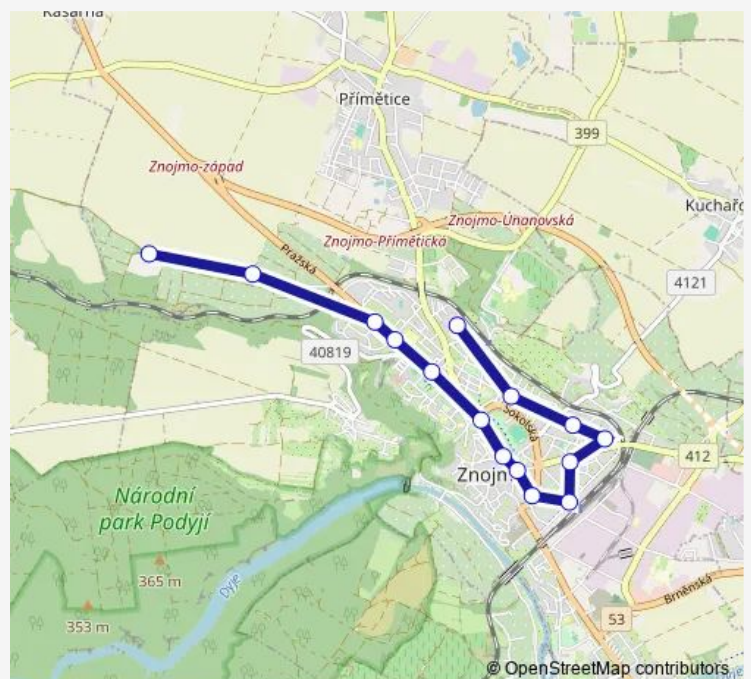 Kasárna
Přímětice
399
Znojmo-západ
Kuchařo
Znojmo-Únanovská
Znojmo-Přímětická
Pražská
4121
40819
Sokolská
412
Znojm
Národní
park Podyjí
365 m
Dyje
Brněnská
353 m
53
© OpenStreetMap contributors